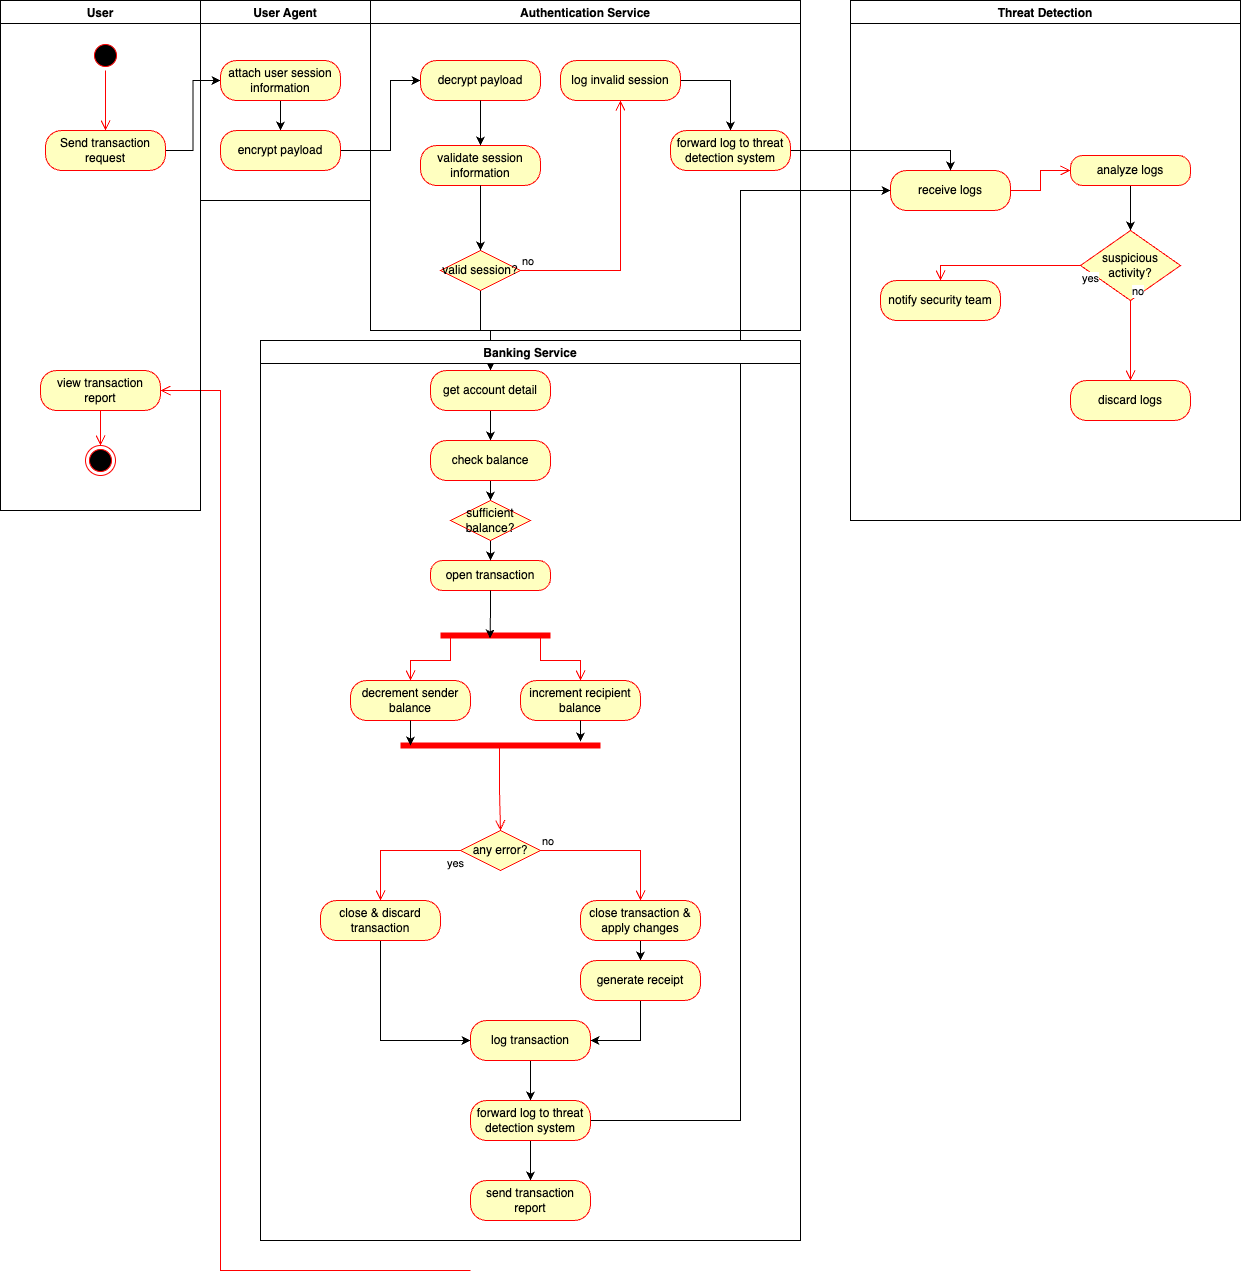 User
User Agent
Authentication Service
Threat Detection
Send transaction
request
attach user session
information
encrypt payload
decrypt payload
validate session
information
valid session?
no
log invalid session
forward log to threat
detection system
receive logs
analyze logs
suspicious
activity?
yes
no
notify security team
discard logs
view transaction
report
Banking Service
get account detail
check balance
sufficient
balance?
open transaction
decrement sender
balance
increment recipient
balance
any error?
no
yes
close & discard
transaction
close transaction &
apply changes
generate receipt
log transaction
forward log to threat
detection system
send transaction
report